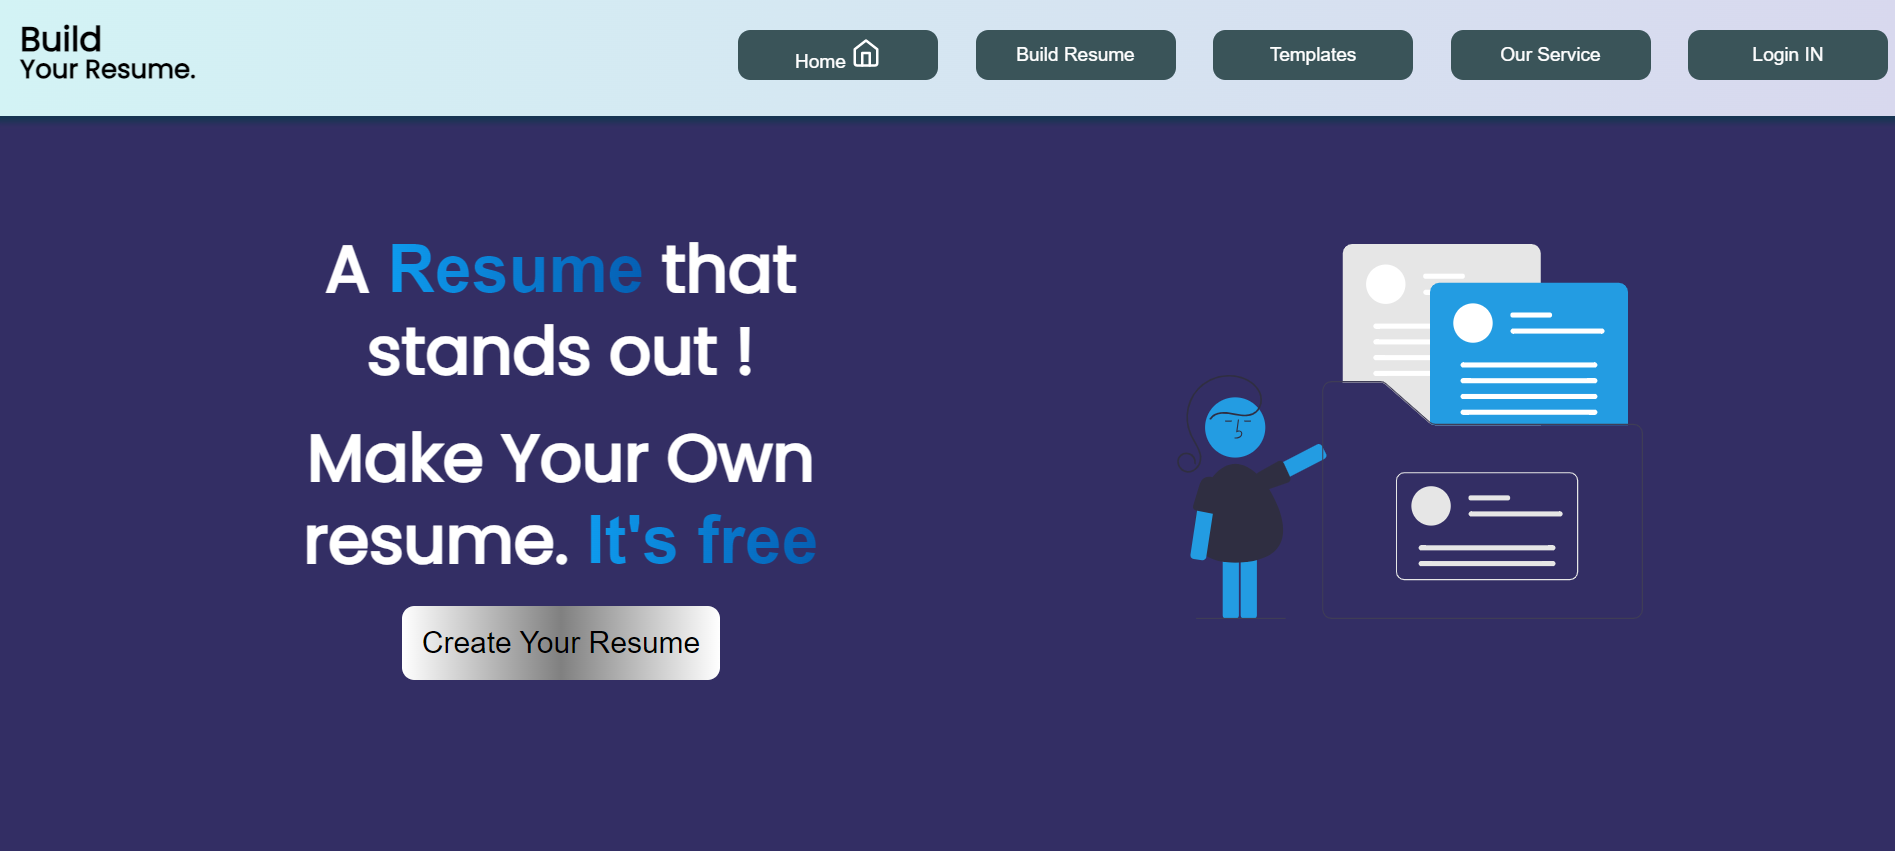 Build
Your Resume.
Home
Build Resume
Templates
Our Service
Login IN
A Resume that
stands out !
Make Your Own
resume. It's free
Create Your Resume